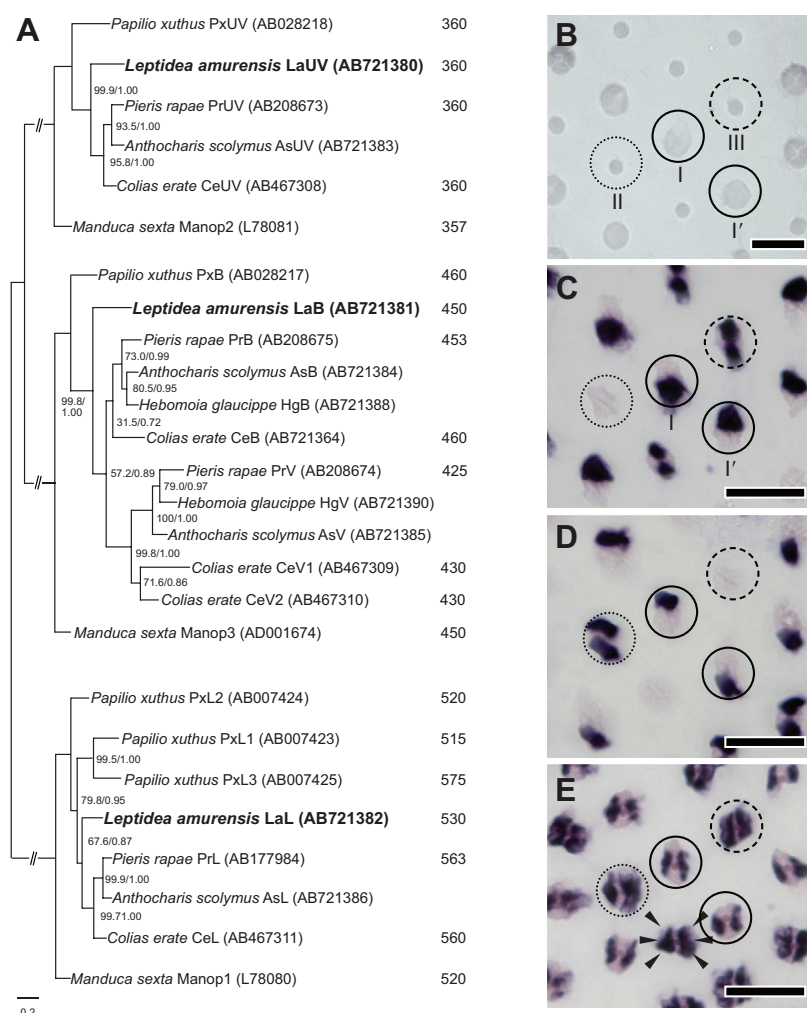 A
Papilio xuthus PxUV (AB028218) 360
Leptidea amurensis LaUV (AB721380) 360
99.9/1.00
Pieris rapae PrUV (AB208673) 360
93.5/1.00
Anthocharis scolymus AsUV (AB721383)
95.8/1.00
Colias erate CeUV (AB467308) 360
Manduca sexta Manop2 (L78081) 357
Papilio xuthus PxB (AB028217) 460
Leptidea amurensis LaB (AB721381) 450
Pieris rapae PrB (AB208675) 453
73.0/0.99
Anthocharis scolymus AsB (AB721384)
80.5/0.95
99.8/
1.00
Hebomoia glaucippe HgB (AB721388)
31.5/0.72
Colias erate CeB (AB721364) 460
57.2/0.89
Pieris rapae PrV (AB208674) 425
79.0/0.97
Hebomoia glaucippe HgV (AB721390)
100/1.00
Anthocharis scolymus AsV (AB721385)
99.8/1.00
Colias erate CeV1 (AB467309) 430
71.6/0.86
Colias erate CeV2 (AB467310) 430
Manduca sexta Manop3 (AD001674) 450
Papilio xuthus PxL2 (AB007424) 520
Papilio xuthus PxL1 (AB007423) 515
99.5/1.00
Papilio xuthus PxL3 (AB007425) 575
79.8/0.95
Leptidea amurensis LaL (AB721382) 530
67.6/0.87
Pieris rapae PrL (AB177984) 563
99.9/1.00
Anthocharis scolymus AsL (AB721386)
99.71.00
Colias erate CeL (AB467311) 560
Manduca sexta Manop1 (L78080) 520
0.2
B
III
I
II
I′
C
I
I′
D
E